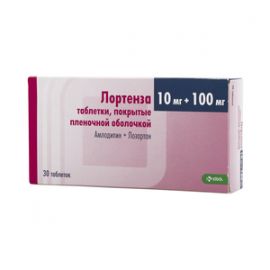 Лортенза
10 мг + 100 мг
таблетки, покрытые
пленочной оболочкой
Амлодипин + Лозартан
30 таблеток
KRKA